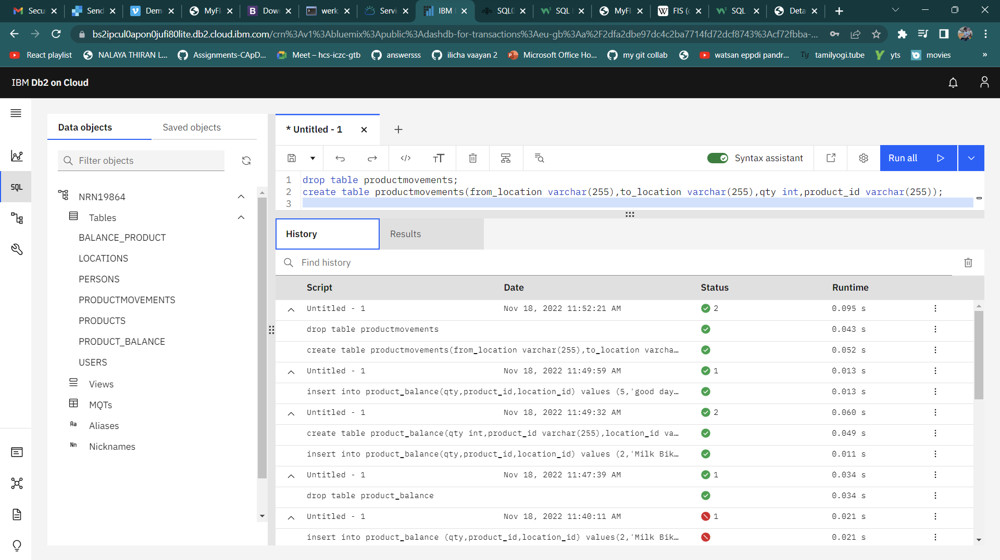 Secu
Send
Dem
MyFl
Dow
werk
Servi
IBM
SQL0
SQL
MyFl
FIS (
SQL
Deta
bs2ipcul0apon0jufi80lite.db2.cloud.ibm.com/crn%3Av1%3Abluemix%3Apublic%3Adashdb-for-transactions%3Aeu-gb%3Aa%2F2dfa2dbe97dc4c2ba7714fd72dcf8743%3Acf72fbba-...
React playlist
NALAYA THIRAN L...
Assignments-CApD...
Meet – hcs-iczc-gtb
answersss
ilicha vaayan 2
Microsoft Office Ho...
my git collab
watsan eppdi pandr...
Ty tamilyogi.tube
yts
movies
»
IBM Db2 on Cloud
Data objects
Saved objects
* Untitled - 1
Filter objects
Syntax assistant
Run all
SQL
1 drop table productmovements;
2 create table productmovements(from_location varchar(255),to_location varchar(255),qty int,product_id varchar(255));
3
NRN19864
Tables
BALANCE_PRODUCT
LOCATIONS
PERSONS
PRODUCTMOVEMENTS
PRODUCTS
PRODUCT_BALANCE
USERS
Views
MQTs
Aa Aliases
Nn Nicknames
History
Results
Find history
Script Date Status Runtime
Untitled - 1 Nov 18, 2022 11:52:21 AM 2 0.095 s
drop table productmovements 0.043 s
create table productmovements(from_location varchar(255),to_location varcha... 0.052 s
Untitled - 1 Nov 18, 2022 11:49:59 AM 1 0.013 s
insert into product_balance(qty,product_id,location_id) values (5,'good day... 0.013 s
Untitled - 1 Nov 18, 2022 11:49:32 AM 2 0.060 s
create table product_balance(qty int,product_id varchar(255),location_id va... 0.049 s
insert into product_balance(qty,product_id,location_id) values (2,'Milk Bik... 0.011 s
Untitled - 1 Nov 18, 2022 11:47:39 AM 1 0.034 s
drop table product_balance 0.034 s
Untitled - 1 Nov 18, 2022 11:40:11 AM 1 0.021 s
insert into product_balance (qty,product_id,location_id) values(2,'Milk Bik... 0.021 s